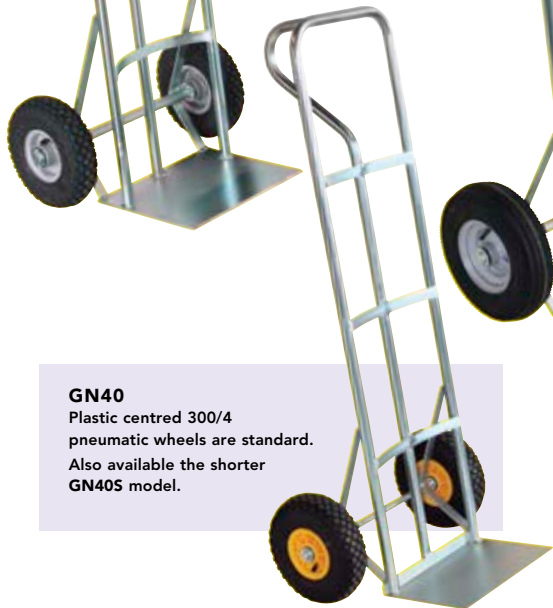 GN40
Plastic centred 300/4
pneumatic wheels are standard.
Also available the shorter
GN40S model.